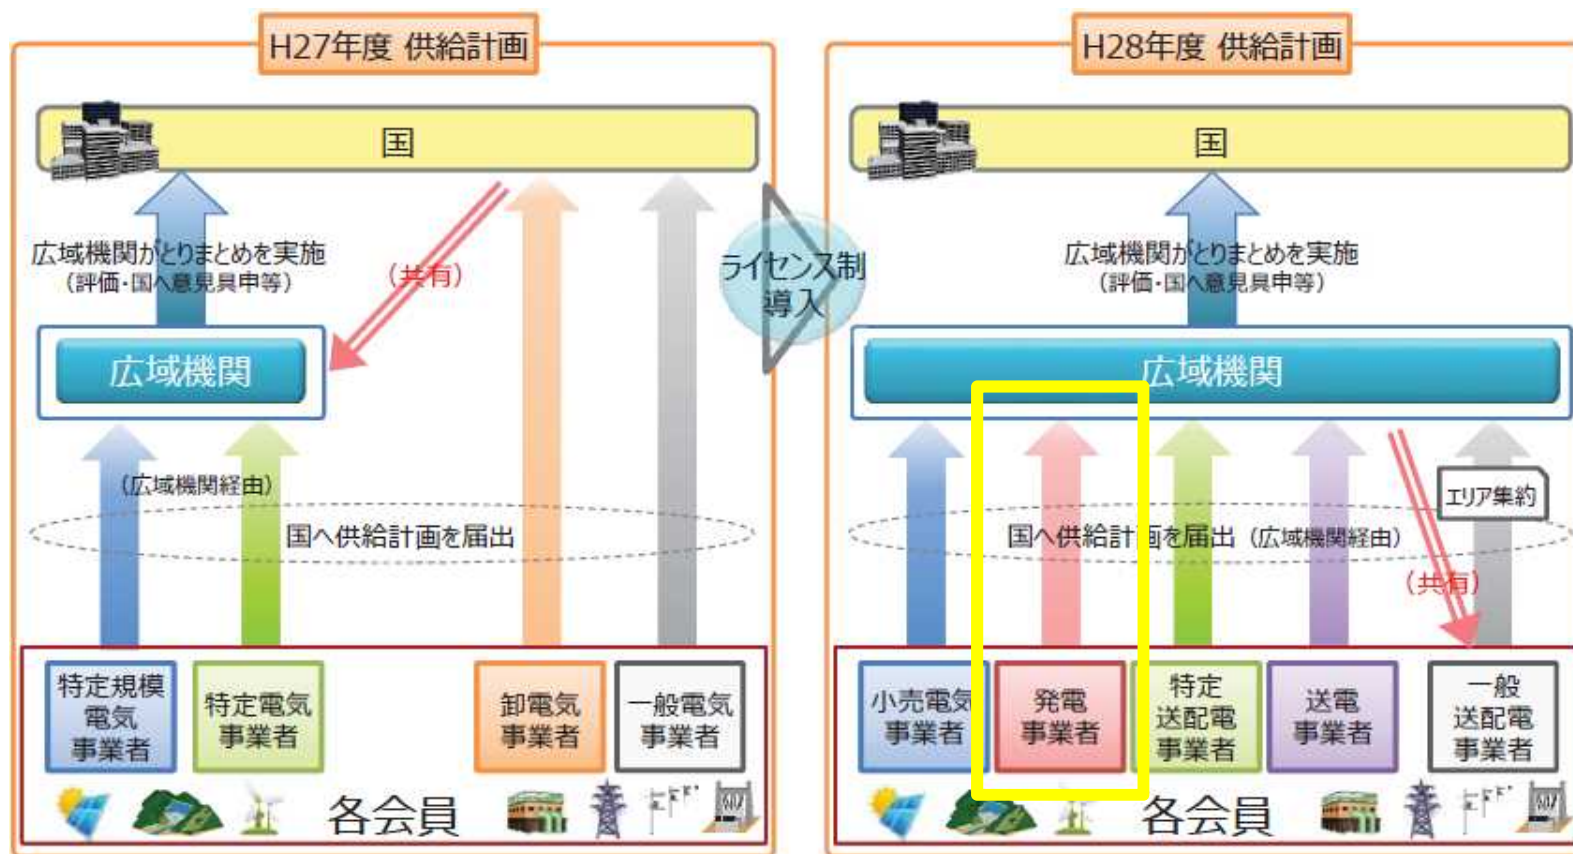 H27年度 供給計画
国
広域機関がとりまとめを実施
（評価・国へ意見具申等）
（共有）
広域機関
（広域機関経由）
国へ供給計画を届出
特定規模
電気
事業者
特定電気
事業者
卸電気
事業者
一般電気
事業者
各会員
ライセンス制
導入
H28年度 供給計画
国
広域機関がとりまとめを実施
（評価・国へ意見具申等）
広域機関
エリア集約
国へ供給計画を届出（広域機関経由）
（共有）
小売電気
事業者
発電
事業者
特定
送配電
事業者
送電
事業者
一般
送配電
事業者
各会員